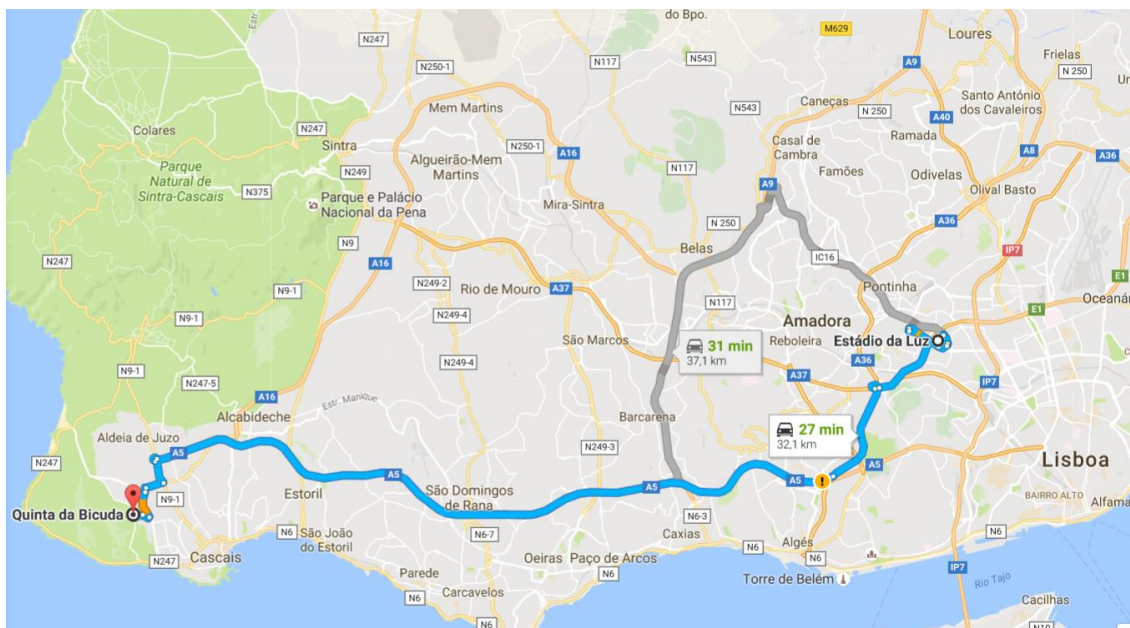 do Bpo.
M629
Loures
N247
Frielas
N117
N543
A9
N 250
N250-1
Santo António
dos Cavaleiros
Mem Martins
N543
Caneças
N 250
A40
Ramada
A8
Colares
N247
Sintra
N250-1
A16
Casal de
Cambra
A36
Algueirão-Mem
Martins
Parque
Natural de
Sintra-Cascais
N249
N117
Famões
Odivelas
A9
Olival Basto
N375
Parque e Palácio
Nacional da Pena
Mira-Sintra
N 250
A36
N9
Belas
IC16
IP7
N247
A16
Pontinha
E1
N249-2
Rio de Mouro
A37
N9-1
N117
Oceaná
N249-4
Amadora
N9-1
São Marcos
Reboleira
Estádio da Luz
31 min
37,1 km
N9-1
N249-4
A36
N247-5
A37
IP7
A16
Estr. Manique
Alcabideche
Barcarena
27 min
32,1 km
Aldeia de Juzo
N249-3
A5
A5
N247
A5
Lisboa
A5
A5
Estoril
São Domingos
de Rana
N9-1
BAIRRO ALTO
Quinta da Bicuda
Alfama
N6-3
N6
São João
do Estoril
N6-7
Caxias
N6
Algés
N6
Cascais
N247
Oeiras
Paço de Arcos
N6
IP7
Parede
N6
Torre de Belém
Rio Tajo
Carcavelos
N6
Cacilhas
N6
N10